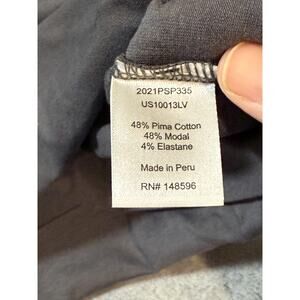 2021PSP335
US10013LV
48% Pima Cotton
48% Modal
4% Elastane
Made in Peru
RN# 148596